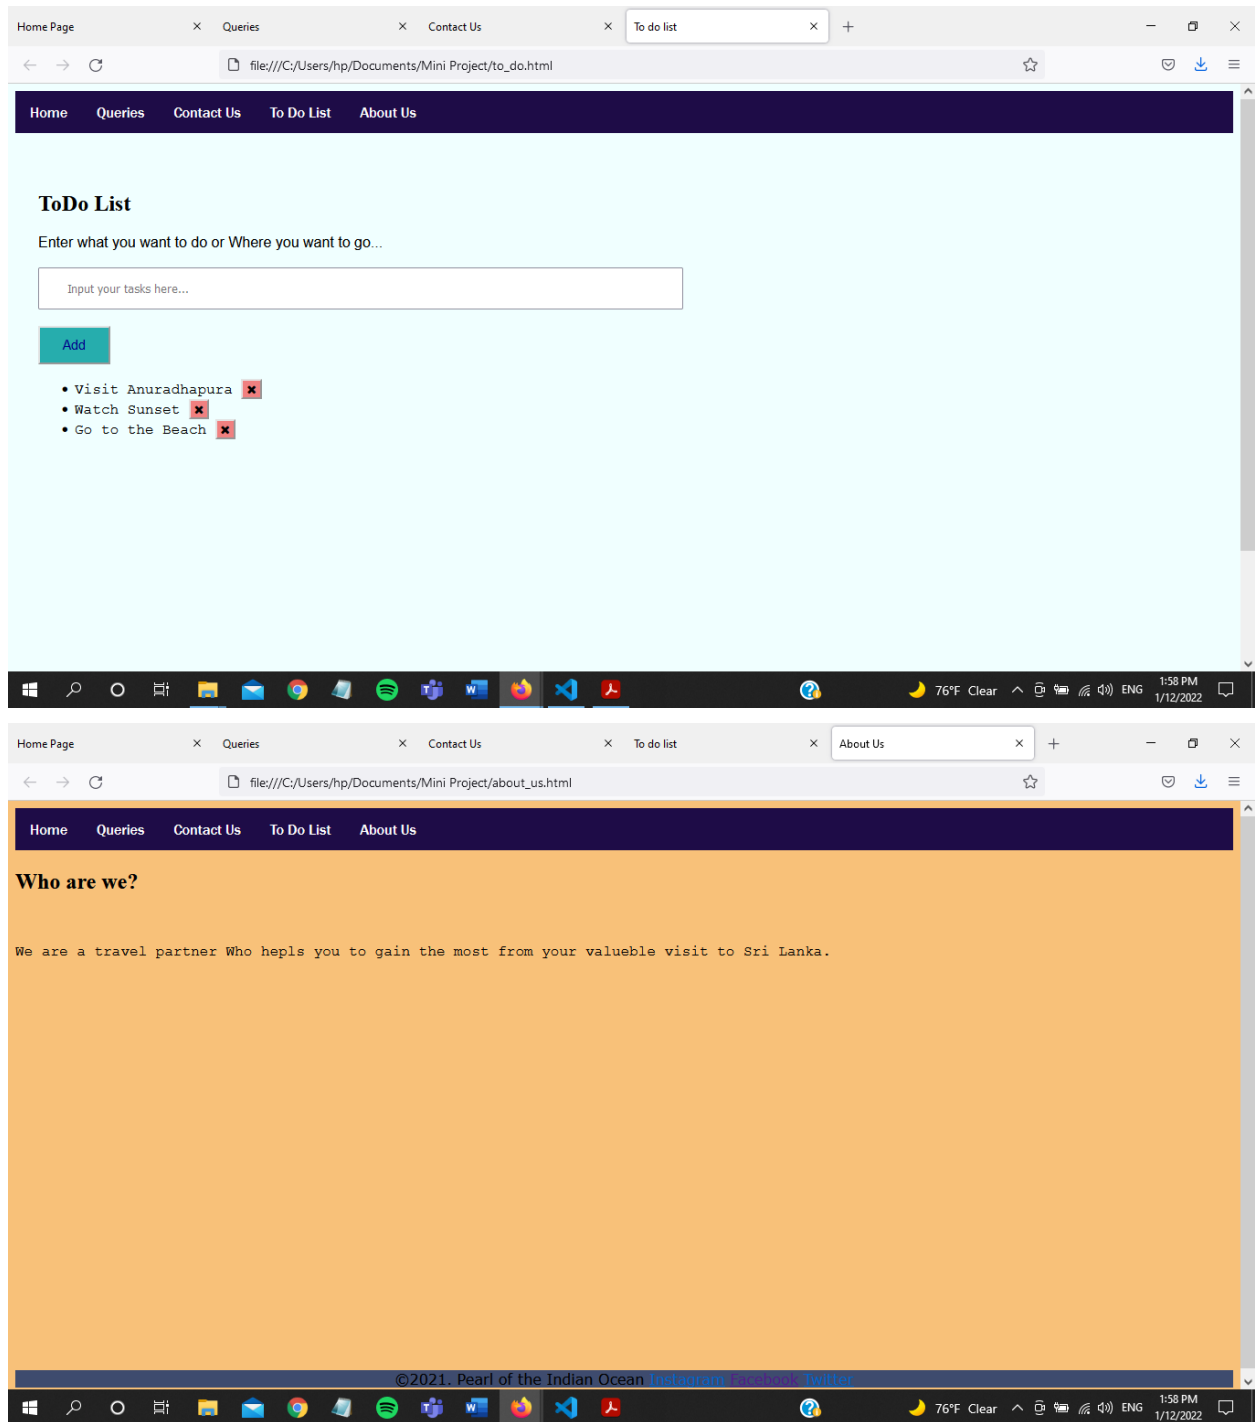 Home Page Queries Contact Us To do list
file:///C:/Users/hp/Documents/Mini Project/to_do.html
Home Queries Contact Us To Do List About Us
ToDo List
Enter what you want to do or Where you want to go...
Input your tasks here...
Add
Visit Anuradhapura
Watch Sunset
Go to the Beach
76°F Clear ENG 1:58 PM
1/12/2022
Home Page Queries Contact Us To do list About Us
file:///C:/Users/hp/Documents/Mini Project/about_us.html
Home Queries Contact Us To Do List About Us
Who are we?
We are a travel partner Who hepls you to gain the most from your valueble visit to Sri Lanka.
©2021. Pearl of the Indian Ocean Instagram Facebook Twitter
76°F Clear ENG 1:58 PM
1/12/2022